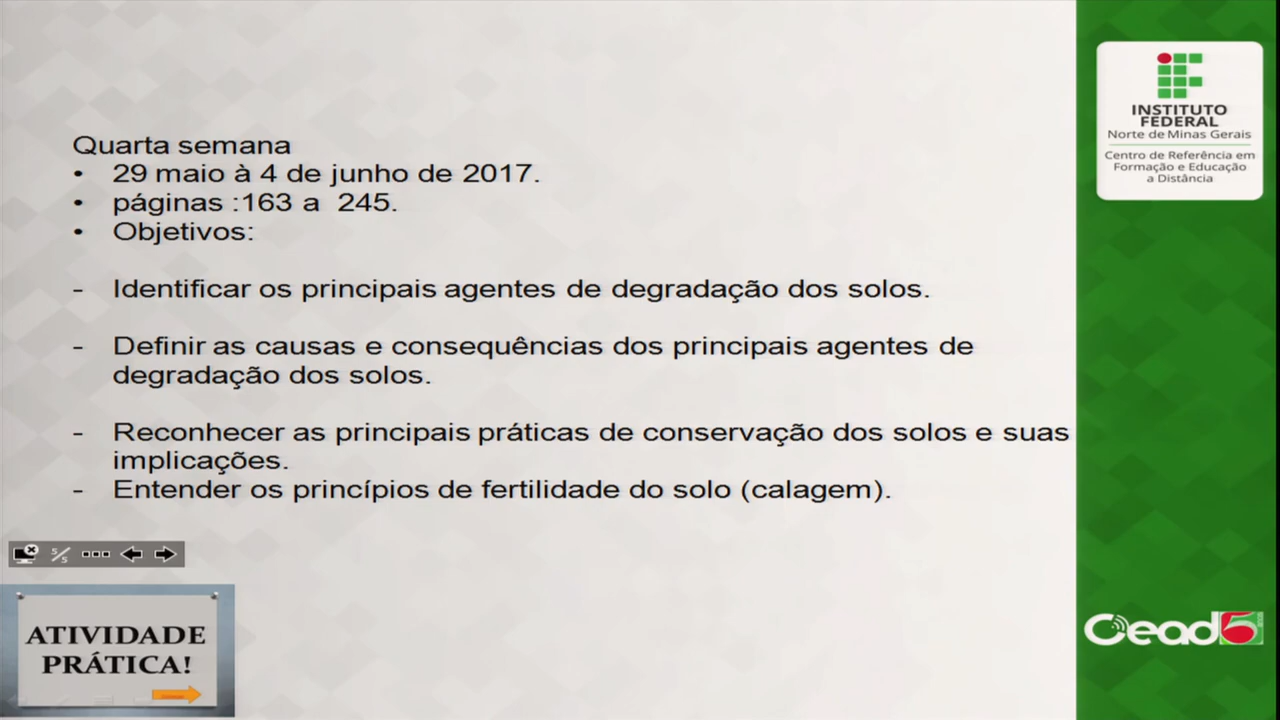 Quarta semana
• 29 maio à 4 de junho de 2017.
• páginas :163 a 245.
• Objetivos:
- Identificar os principais agentes de degradação dos solos.
- Definir as causas e consequências dos principais agentes de
degradação dos solos.
- Reconhecer as principais práticas de conservação dos solos e suas
implicações.
- Entender os princípios de fertilidade do solo (calagem).
5/5
ATIVIDADE
PRÁTICA!
INSTITUTO
FEDERAL
Norte de Minas Gerais
Centro de Referência em
Formação e Educação
a Distância
Cead5